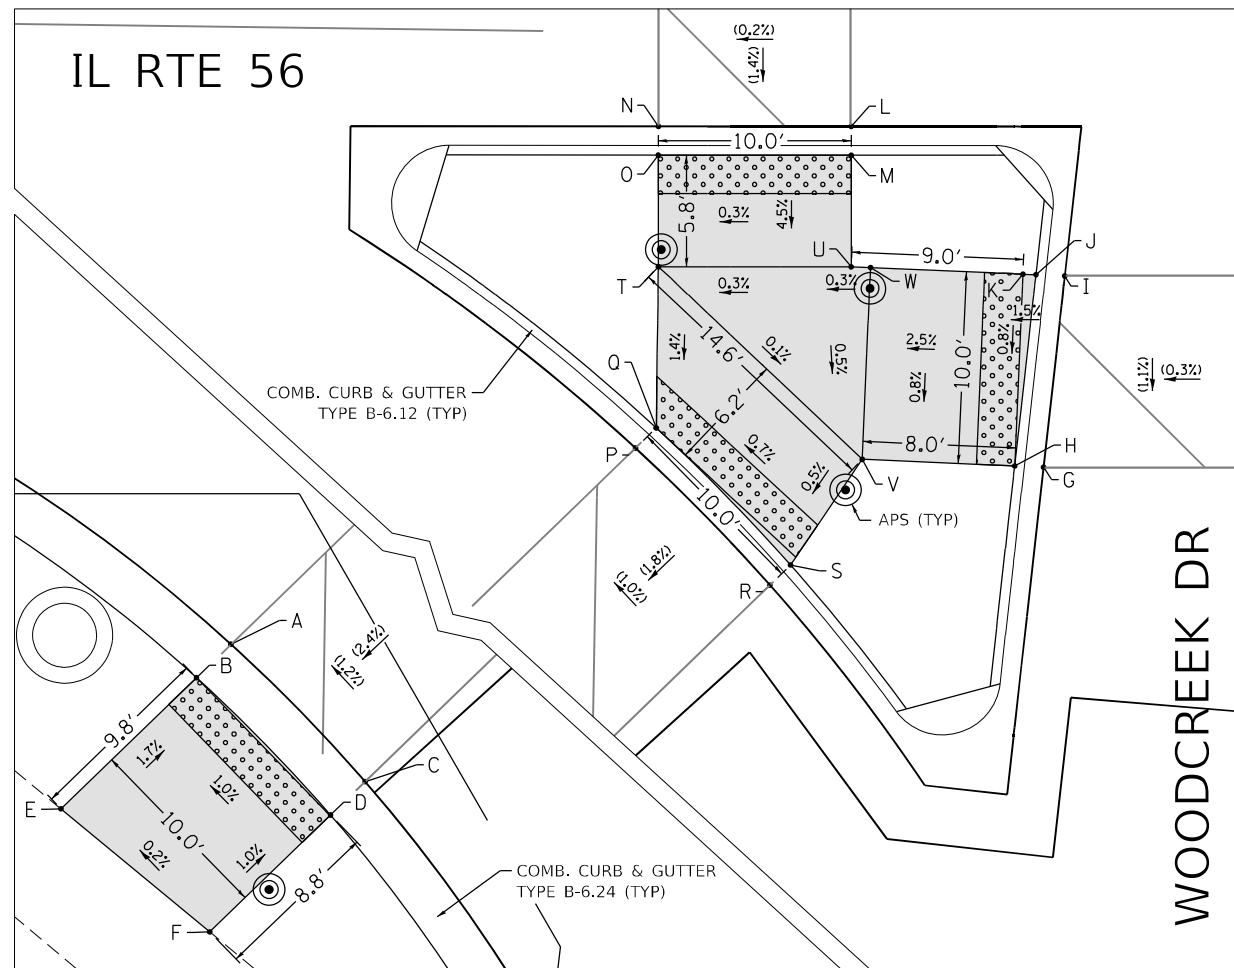 IL RTE 56
(0.2%)
(1.4%)
N
L
10.0'
O
M
5.8'
0.3%
4.5%
U
9.0'
J
T
W
K
I
0.3%
0.3%
1.5%
14.6'
1.4%
0.1%
0.5%
2.5%
0.8%
10.0'
0.8%
(1.1%)
(0.3%)
Q
COMB. CURB & GUTTER
TYPE B-6.12 (TYP)
6.2'
0.7%
8.0'
H
P
0.5%
V
G
10.0'
APS (TYP)
S
(1.8%)
(1.0%)
R
WOODCREEK DR
A
(2.4%)
(1.2%)
B
9.8'
C
1.7%
1.0%
D
E
10.0'
0.2%
1.0%
8.8'
COMB. CURB & GUTTER
TYPE B-6.24 (TYP)
F